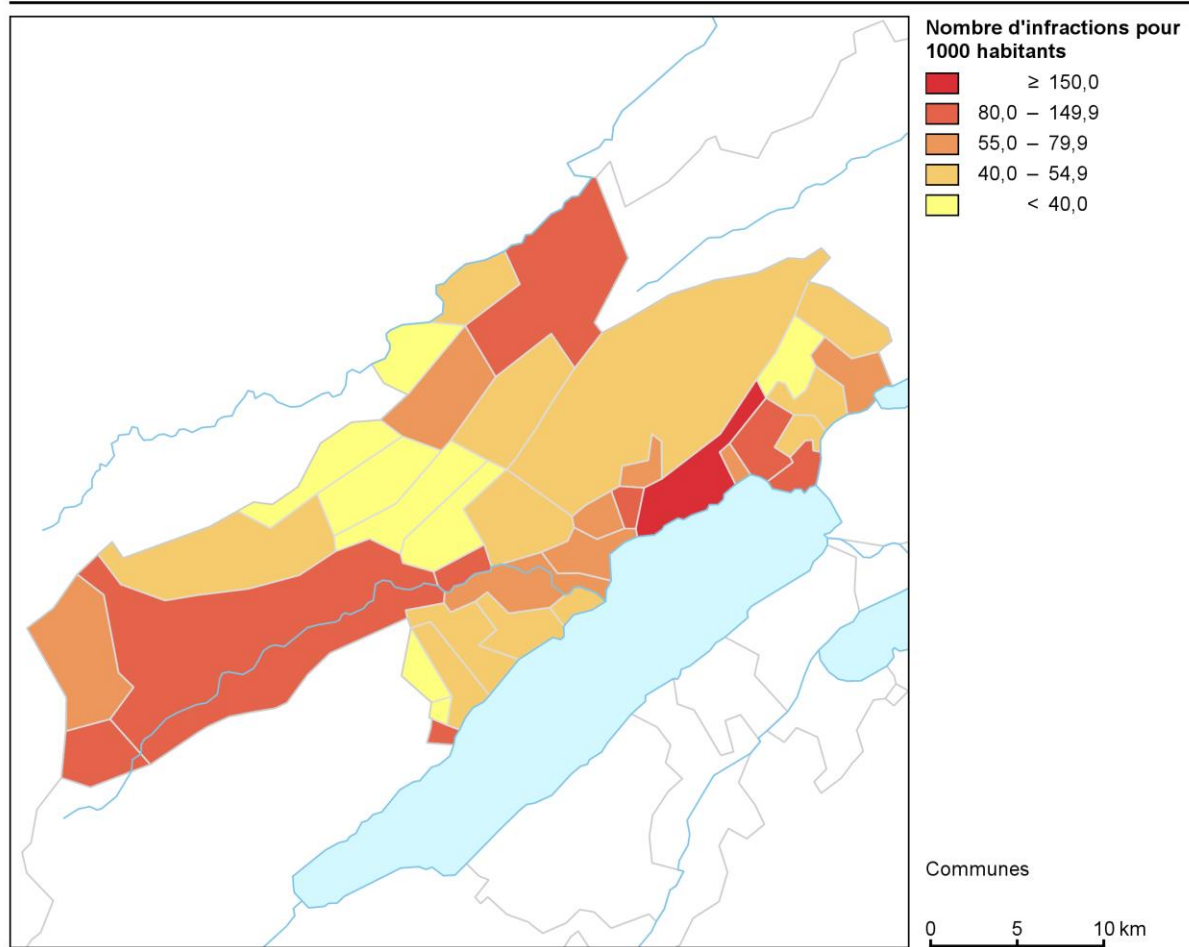 Nombre d'infractions pour
1000 habitants
≥ 150,0
80,0 – 149,9
55,0 – 79,9
40,0 – 54,9
< 40,0
Communes
0 5 10 km